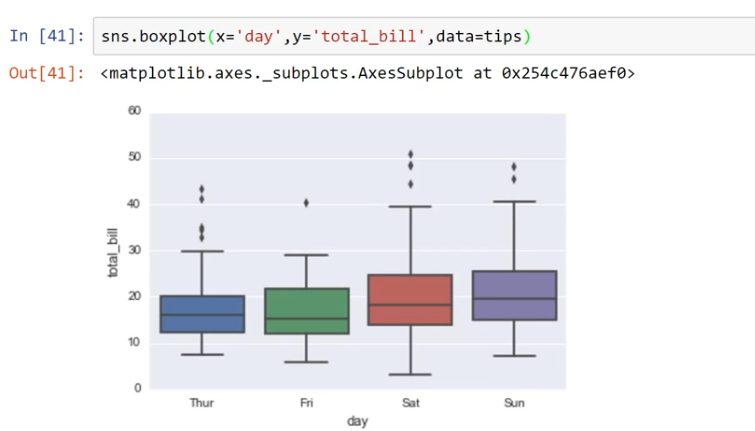 In [41]: sns.boxplot(x='day',y='total_bill',data=tips)
Out[41]: <matplotlib.axes._subplots.AxesSubplot at 0x254c476aef0>
60
50
40
30
20
10
0
total_bill
Thur Fri Sat Sun
day